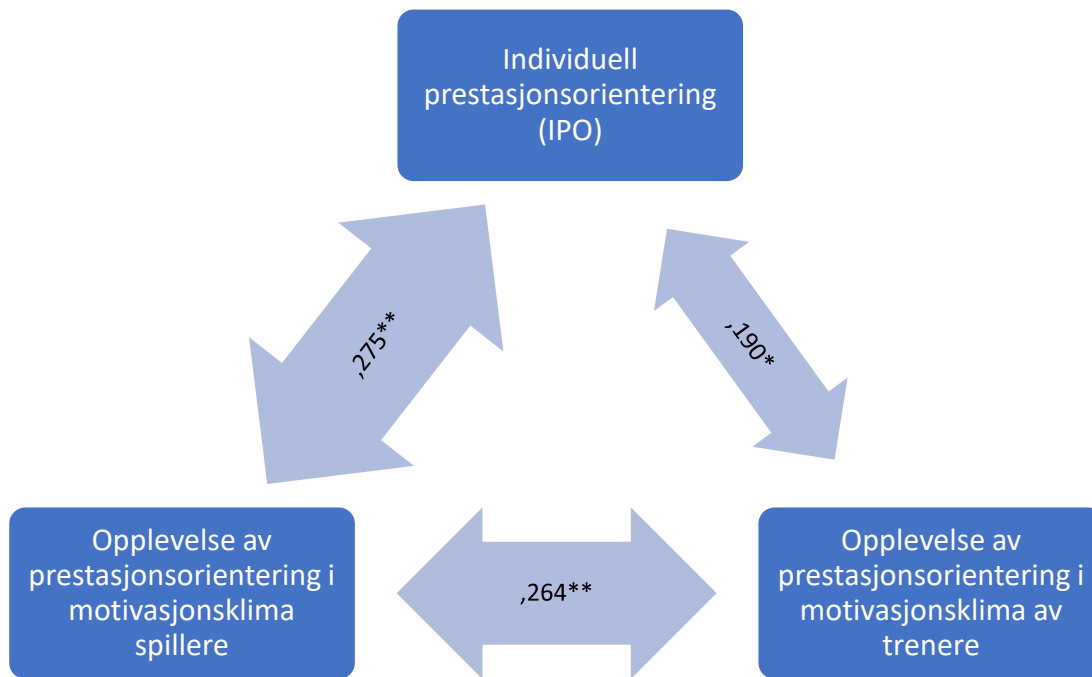 Individuell
prestasjonsorientering
(IPO)
,275**
,190*
,264**
Opplevelse av
prestasjonsorientering i
motivasjonsklima
spillere
Opplevelse av
prestasjonsorientering i
motivasjonsklima av
trenere